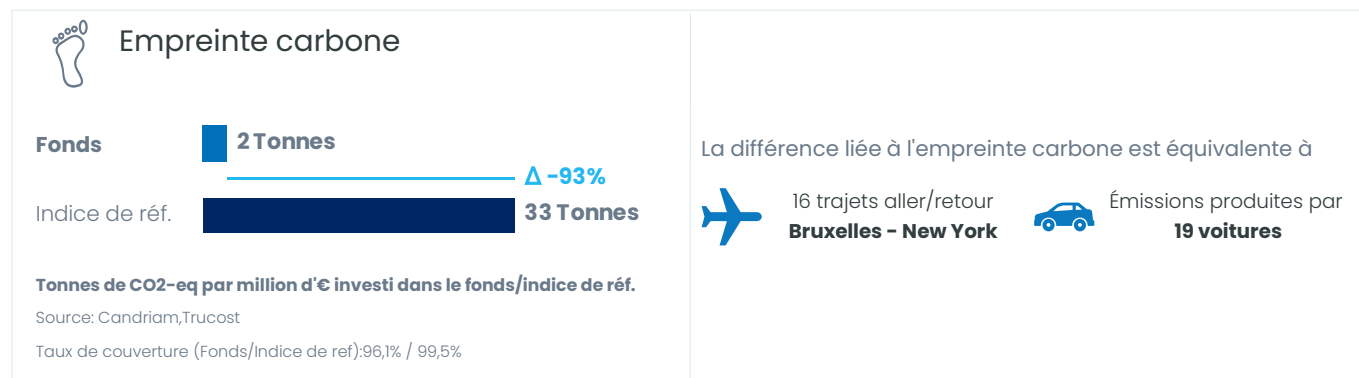 Empreinte carbone
Fonds
2 Tonnes
Δ -93%
Indice de réf.
33 Tonnes
Tonnes de CO2-eq par million d'€ investi dans le fonds/indice de réf.
Source: Candriam,Trucost
Taux de couverture (Fonds/Indice de ref):96,1% / 99,5%
La différence liée à l'empreinte carbone est équivalente à
16 trajets aller/retour
Bruxelles - New York
Émissions produites par
19 voitures